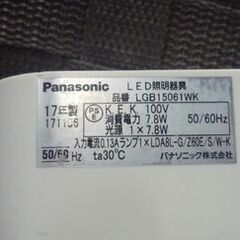 Panasonic LED照明器具
品番 LGB15061WK
17年製
171106
PS
E
K.E.K 100V
消費電力 7.8W 50/60Hz
光源 1×7.8W
入力電流0.13A ランプ1×LDA8L-G/Z60E/S/W-K
50/60 Hz ta30℃ パナソニック株式会社